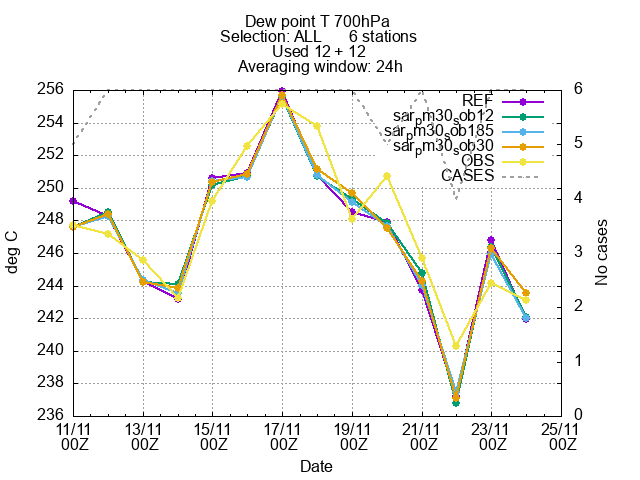 Dew point T 700hPa
Selection: ALL 6 stations
Used 12 + 12
Averaging window: 24h
REF
sar_pm30_sob12
sar_pm30_sob185
sar_pm30_sob30
OBS
CASES
256
254
252
250
248
246
244
242
240
238
236
6
5
4
3
2
1
0
deg C
No cases
11/11 13/11 15/11 17/11 19/11 21/11 23/11 25/11
00Z 00Z 00Z 00Z 00Z 00Z 00Z 00Z
Date